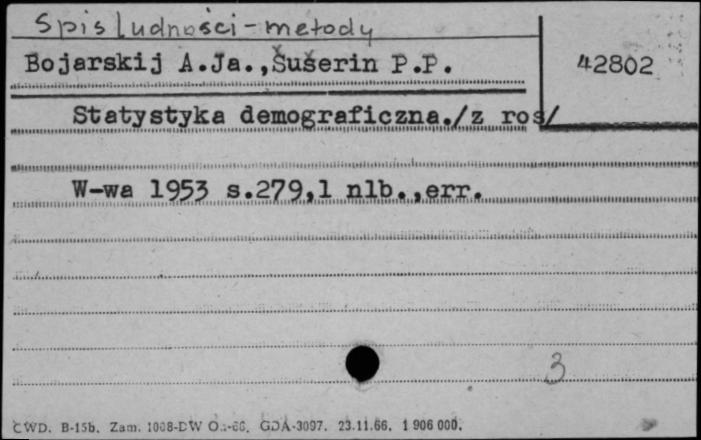 Spis Ludności - metody
Bojarskij A.Ja.,Šušerin P.P.
42802
Statystyka demograficzna./z ros/
W-wa 1953 s.279,1 nlb.,err.
3
CWD. B-15b. Zam. 1008-DW GDA-3097. 23.11.66. 1 906 000.